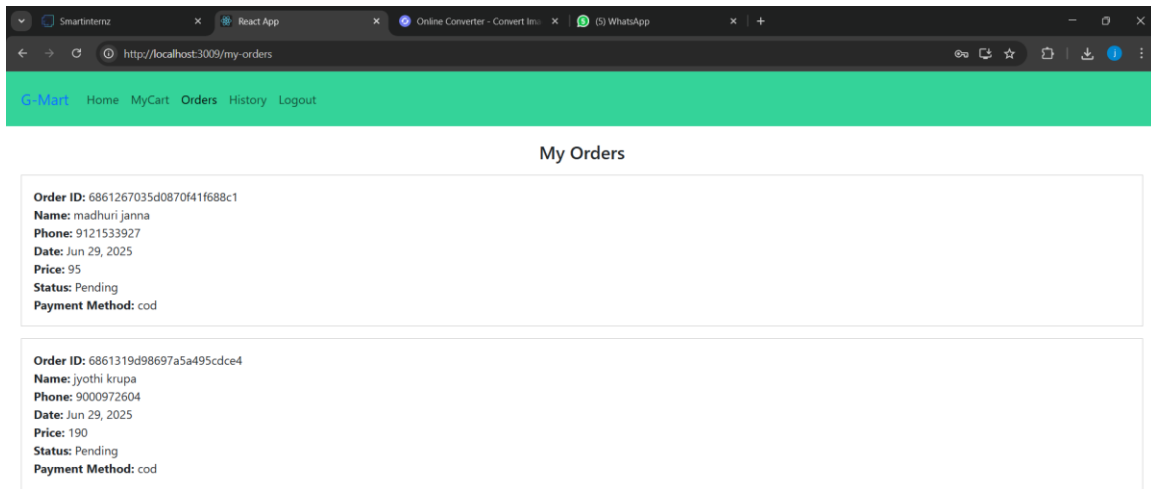 Smartinternz
React App
Online Converter - Convert Ima
(5) WhatsApp
http://localhost:3009/my-orders
G-Mart Home MyCart Orders History Logout
My Orders
Order ID: 6861267035d0870f41f688c1
Name: madhuri janna
Phone: 9121533927
Date: Jun 29, 2025
Price: 95
Status: Pending
Payment Method: cod
Order ID: 6861319d98697a5a495cdce4
Name: jyothi krupa
Phone: 9000972604
Date: Jun 29, 2025
Price: 190
Status: Pending
Payment Method: cod